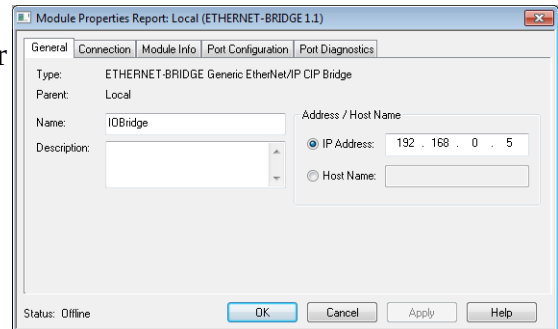 r
Module Properties Report: Local (ETHERNET-BRIDGE 1.1)
General Connection Module Info Port Configuration Port Diagnostics
Type: ETHERNET-BRIDGE Generic EtherNet/IP CIP Bridge
Parent: Local
Name: IOBridge
Description:
Address / Host Name
IP Address: 192 . 168 . 0 . 5
Host Name:
Status: Offline
OK Cancel Apply Help